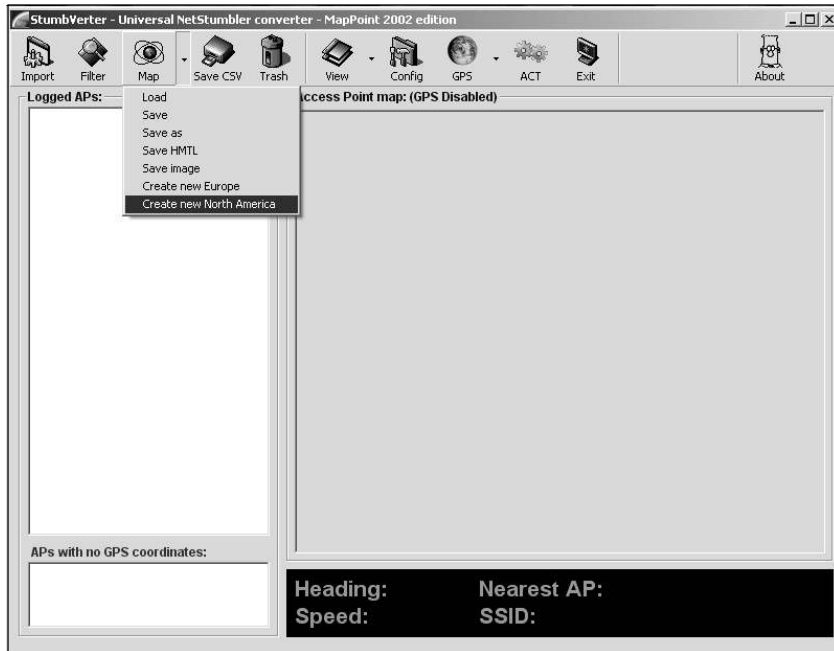 StumbVerter - Universal NetStumbler converter - MapPoint 2002 edition
Import Filter Map Save CSV Trash View Config GPS ACT Exit About
Logged APs:
Load
Save
Save as
Save HMTL
Save image
Create new Europe
Create new North America
Access Point map: (GPS Disabled)
APs with no GPS coordinates:
Heading: Nearest AP:
Speed: SSID: